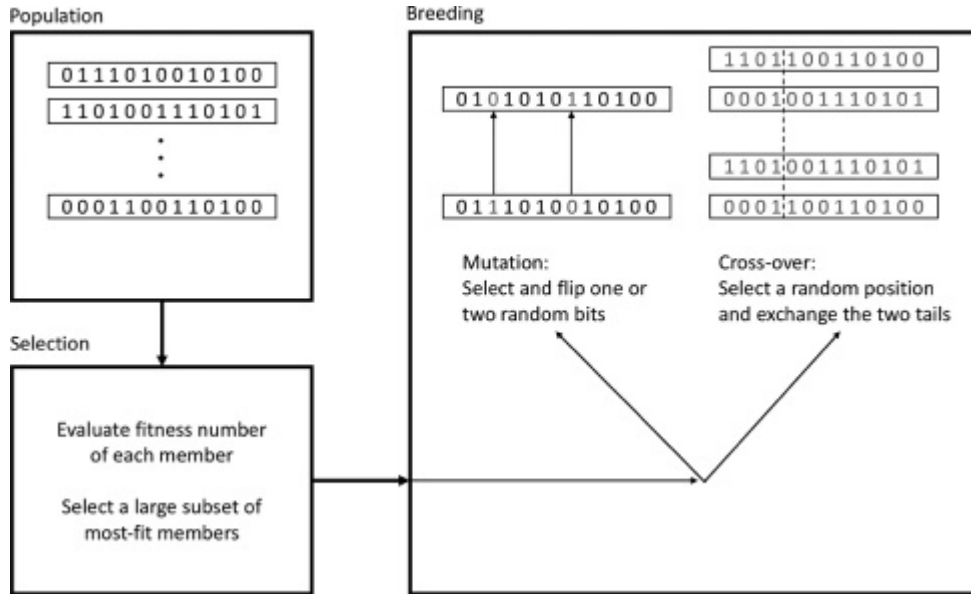 Population
0111010010100
1101001110101
0001100110100
Selection
Evaluate fitness number
of each member
Select a large subset of
most-fit members
Breeding
0101010110100
0111010010100
Mutation:
Select and flip one or
two random bits
1101100110100
0001001110101
1101001110101
0001100110100
Cross-over:
Select a random position
and exchange the two tails